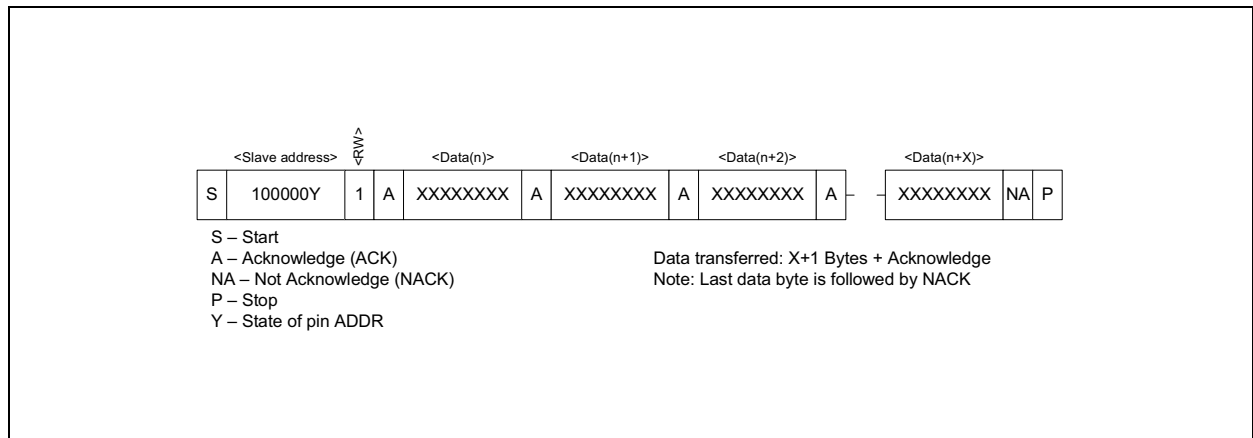 <Slave address> <RW> <Data(n)> <Data(n+1)> <Data(n+2)> <Data(n+X)>
S 100000Y 1 A XXXXXXXX A XXXXXXXX A XXXXXXXX A XXXXXXXX NA P
S – Start
A – Acknowledge (ACK)
NA – Not Acknowledge (NACK)
P – Stop
Y – State of pin ADDR
Data transferred: X+1 Bytes + Acknowledge
Note: Last data byte is followed by NACK